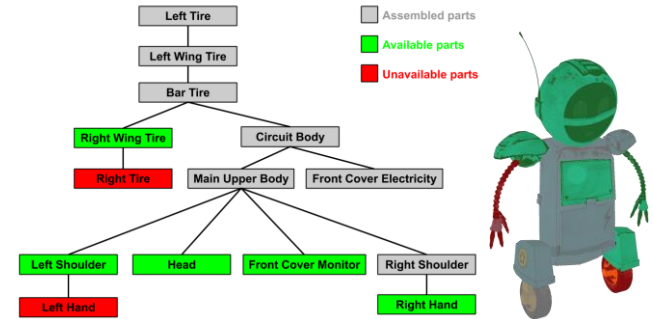 Left Tire
Assembled parts
Left Wing Tire
Available parts
Unavailable parts
Bar Tire
Right Wing Tire
Circuit Body
Right Tire
Main Upper Body
Front Cover Electricity
Left Shoulder
Head
Front Cover Monitor
Right Shoulder
Left Hand
Right Hand